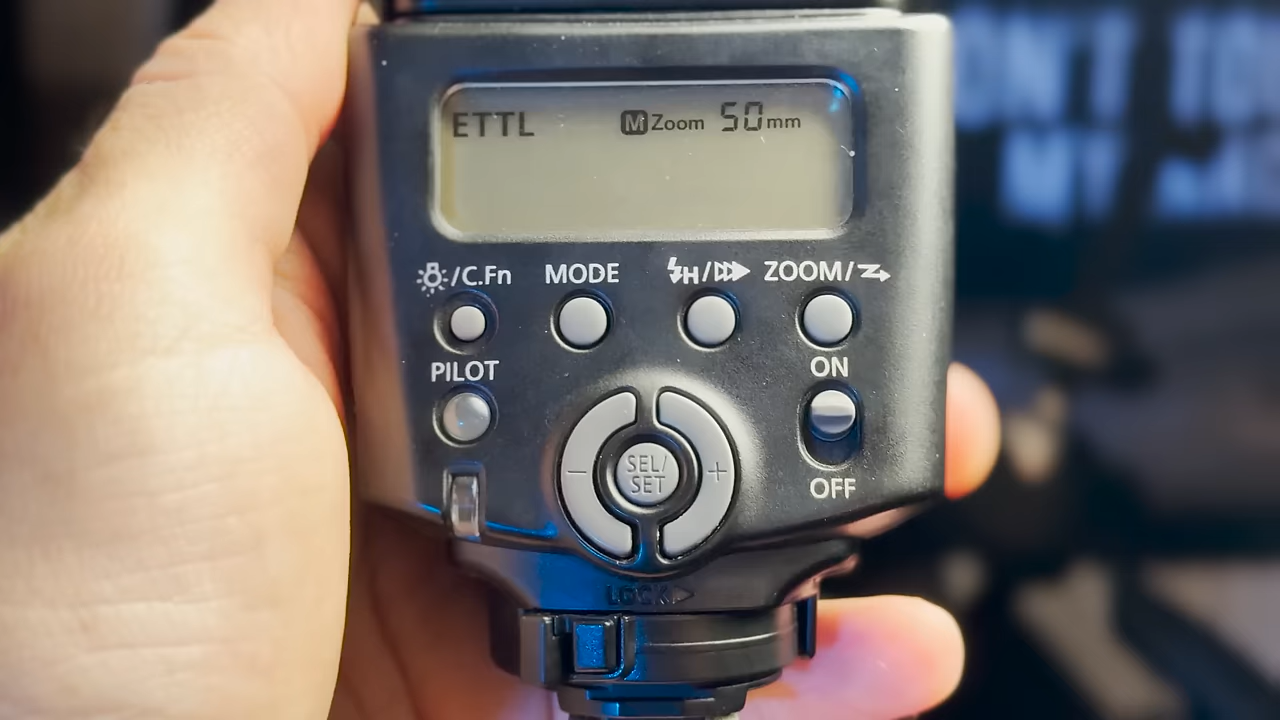 ETTL M Zoom 50mm
/C.Fn MODE H/ ZOOM/
PILOT ON
- SEL/ +
SET
OFF
LOCK